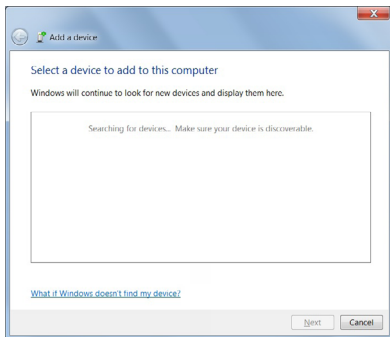 Add a device
Select a device to add to this computer
Windows will continue to look for new devices and display them here.
Searching for devices... Make sure your device is discoverable.
What if Windows doesn't find my device?
Next Cancel